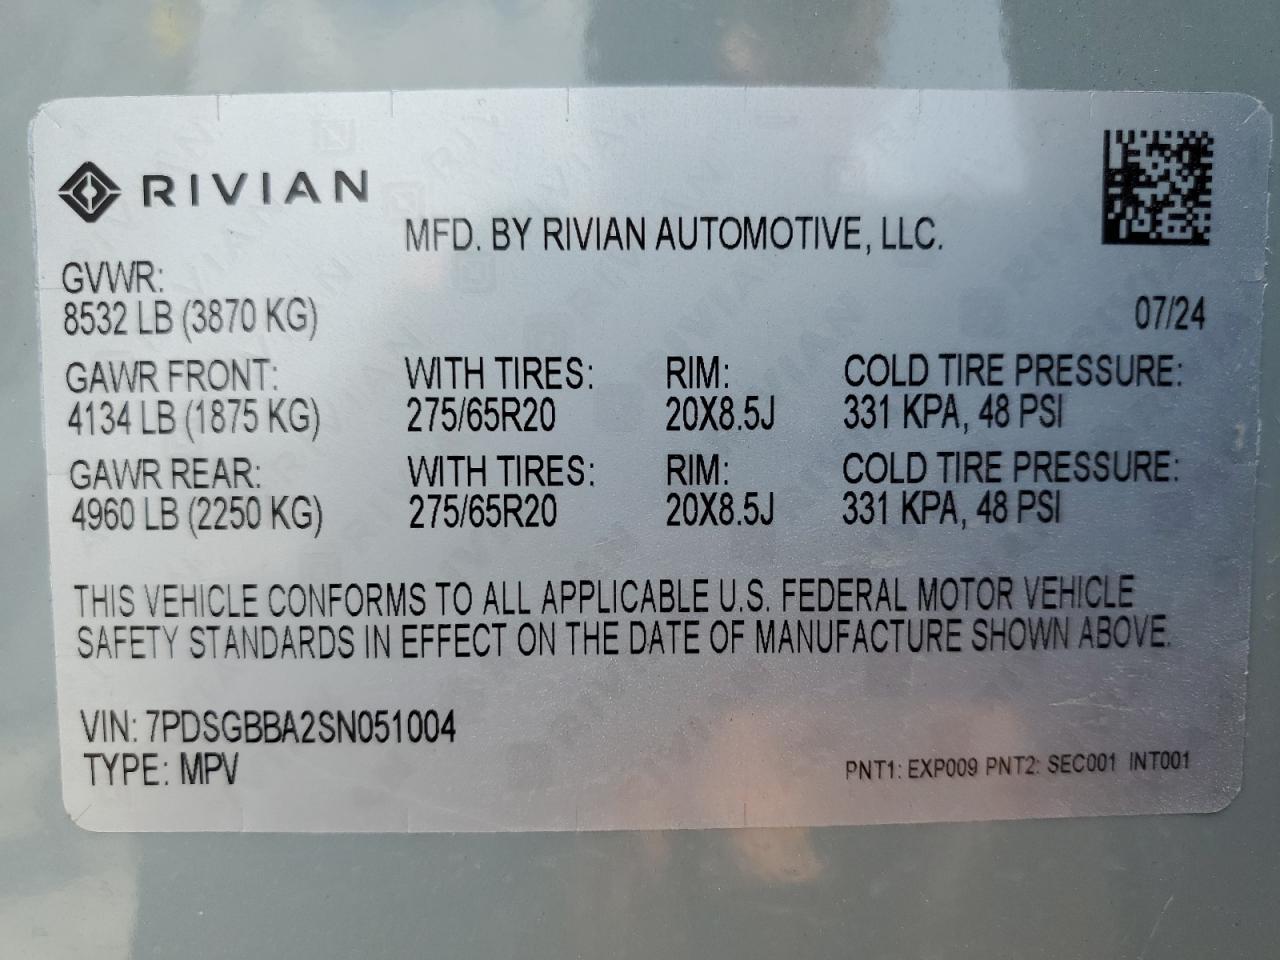 RIVIAN
MFD. BY RIVIAN AUTOMOTIVE, LLC.
GVWR:
8532 LB (3870 KG)
07/24
GAWR FRONT: WITH TIRES: RIM: COLD TIRE PRESSURE:
4134 LB (1875 KG) 275/65R20 20X8.5J 331 KPA, 48 PSI
GAWR REAR: WITH TIRES: RIM: COLD TIRE PRESSURE:
4960 LB (2250 KG) 275/65R20 20X8.5J 331 KPA, 48 PSI
THIS VEHICLE CONFORMS TO ALL APPLICABLE U.S. FEDERAL MOTOR VEHICLE
SAFETY STANDARDS IN EFFECT ON THE DATE OF MANUFACTURE SHOWN ABOVE.
VIN: 7PDSGBBA2SN051004
TYPE: MPV
PNT1: EXP009 PNT2: SEC001 INT001